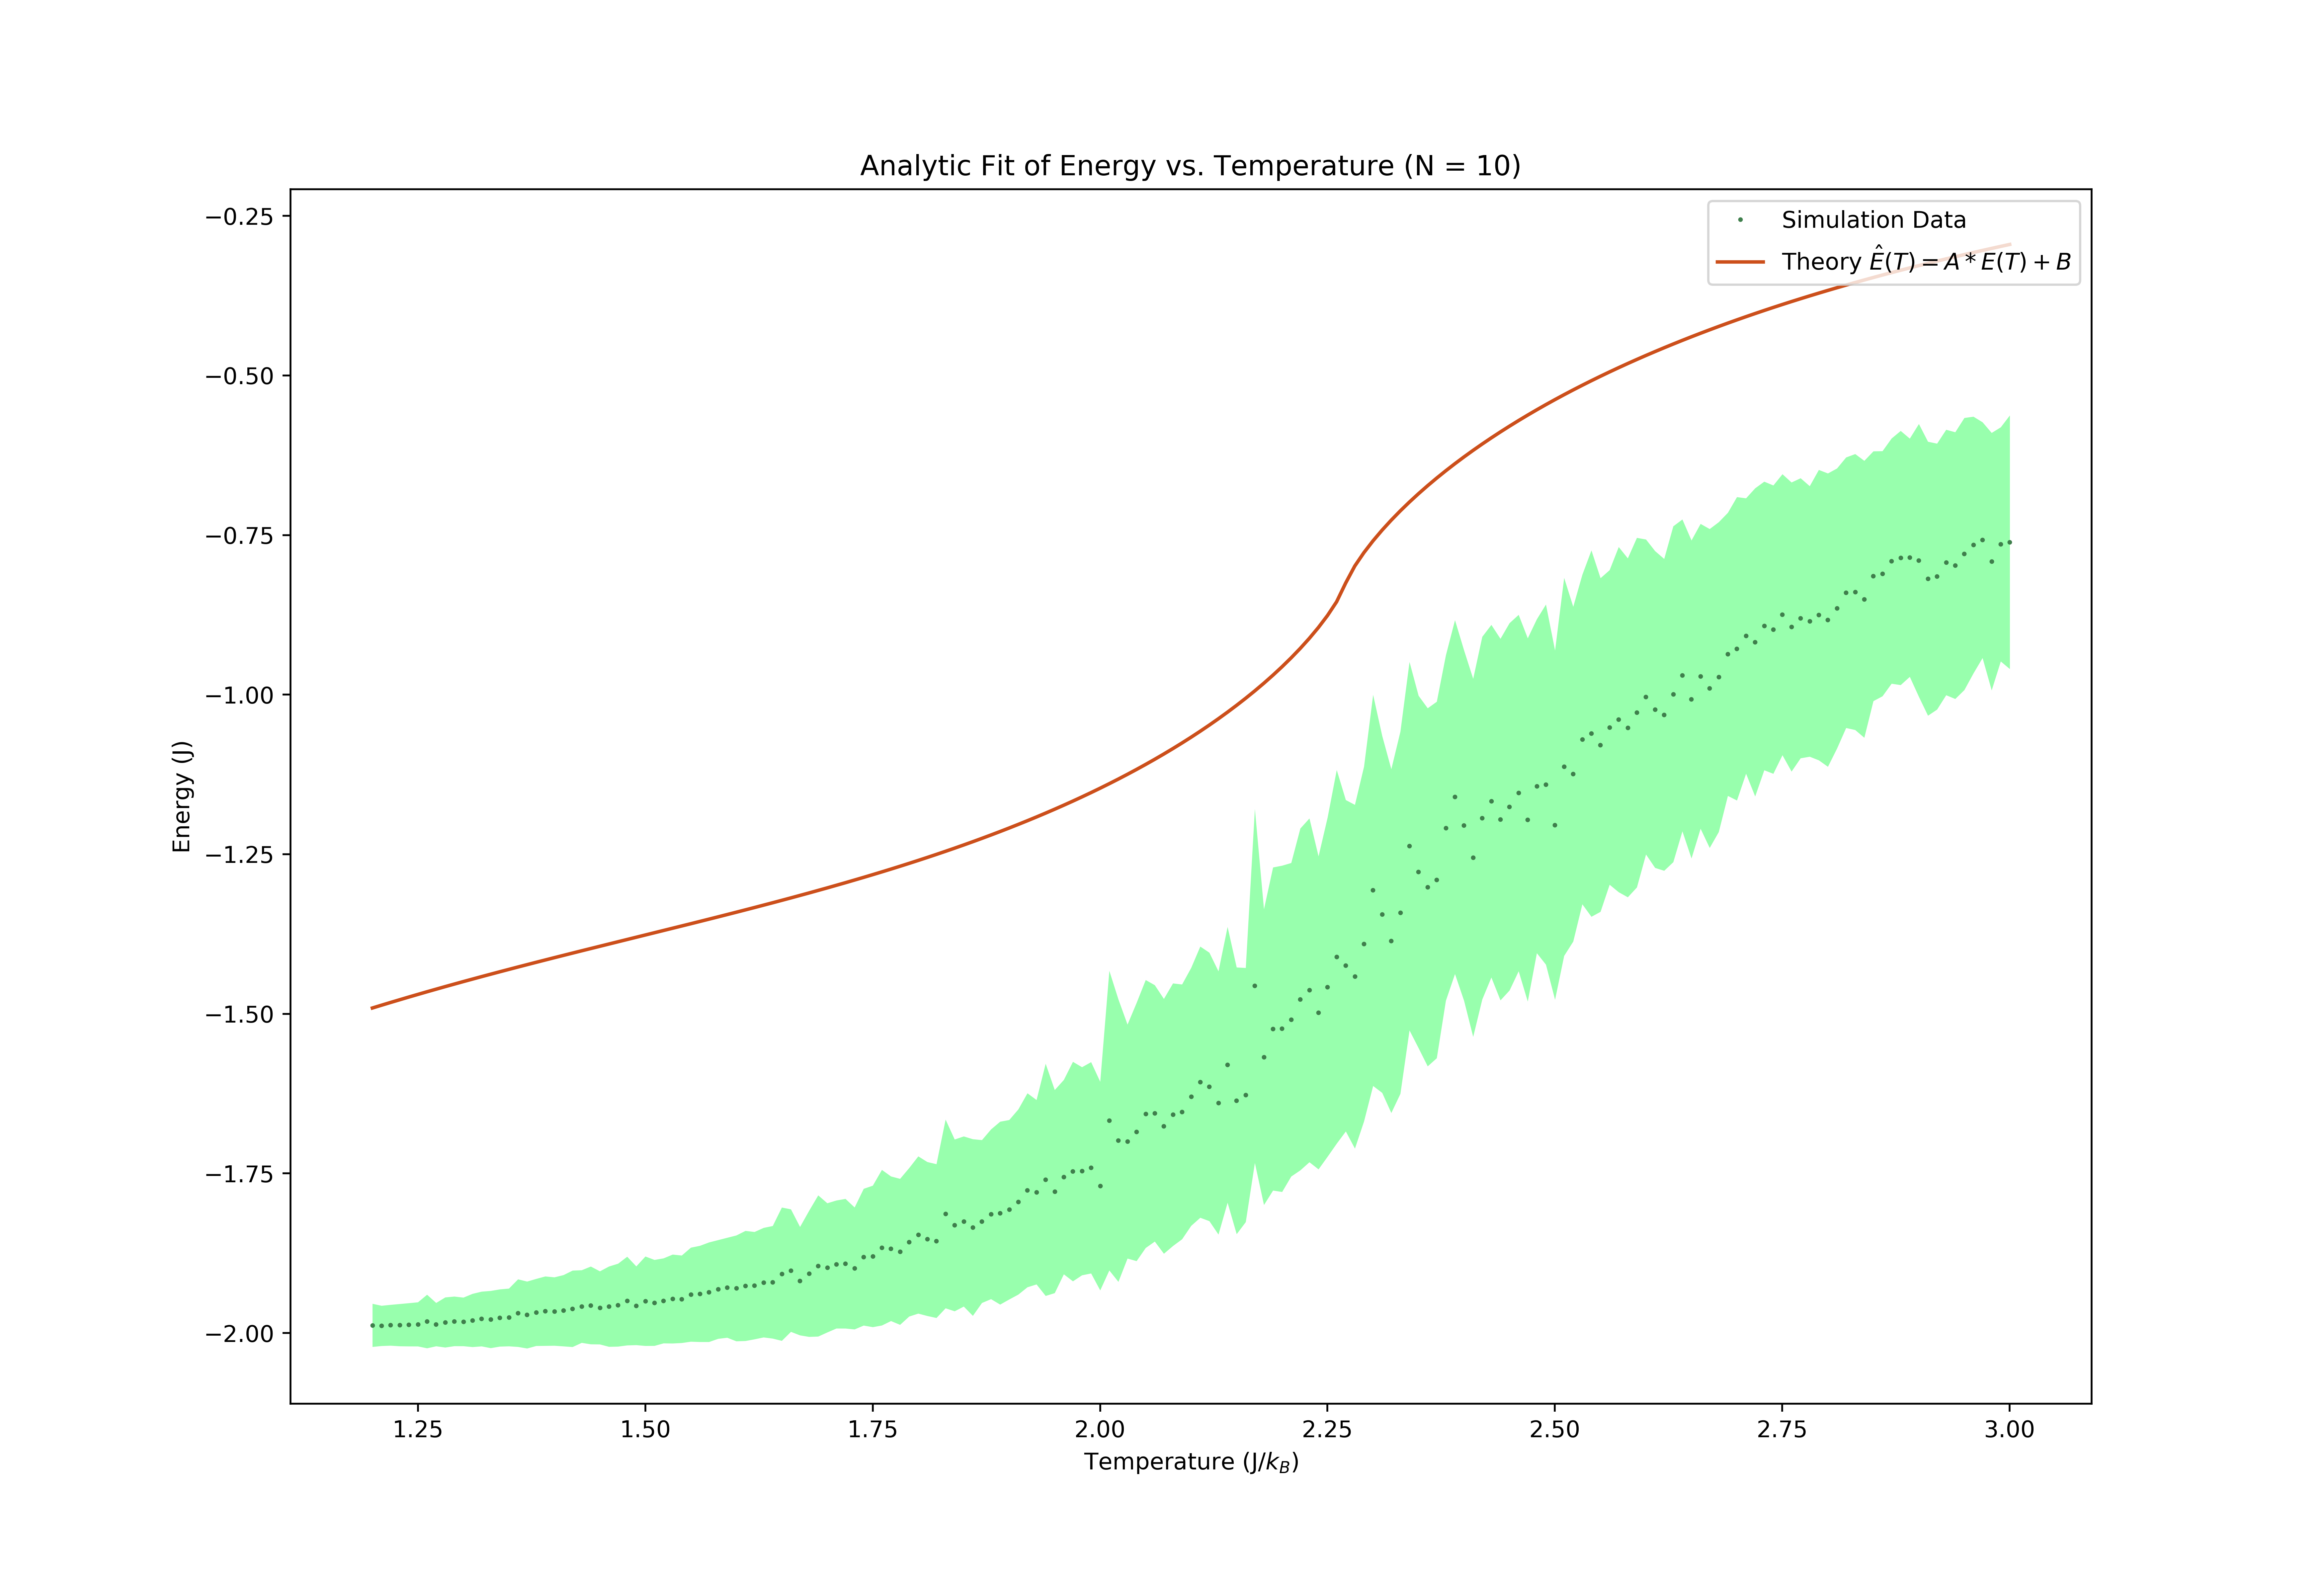 Analytic Fit of Energy vs. Temperature (N = 10)
Simulation Data
Theory Ê(T) = A * E(T) + B
−0.25
−0.50
−0.75
−1.00
−1.25
−1.50
−1.75
−2.00
Energy (J)
1.25 1.50 1.75 2.00 2.25 2.50 2.75 3.00
Temperature (J/k_B)